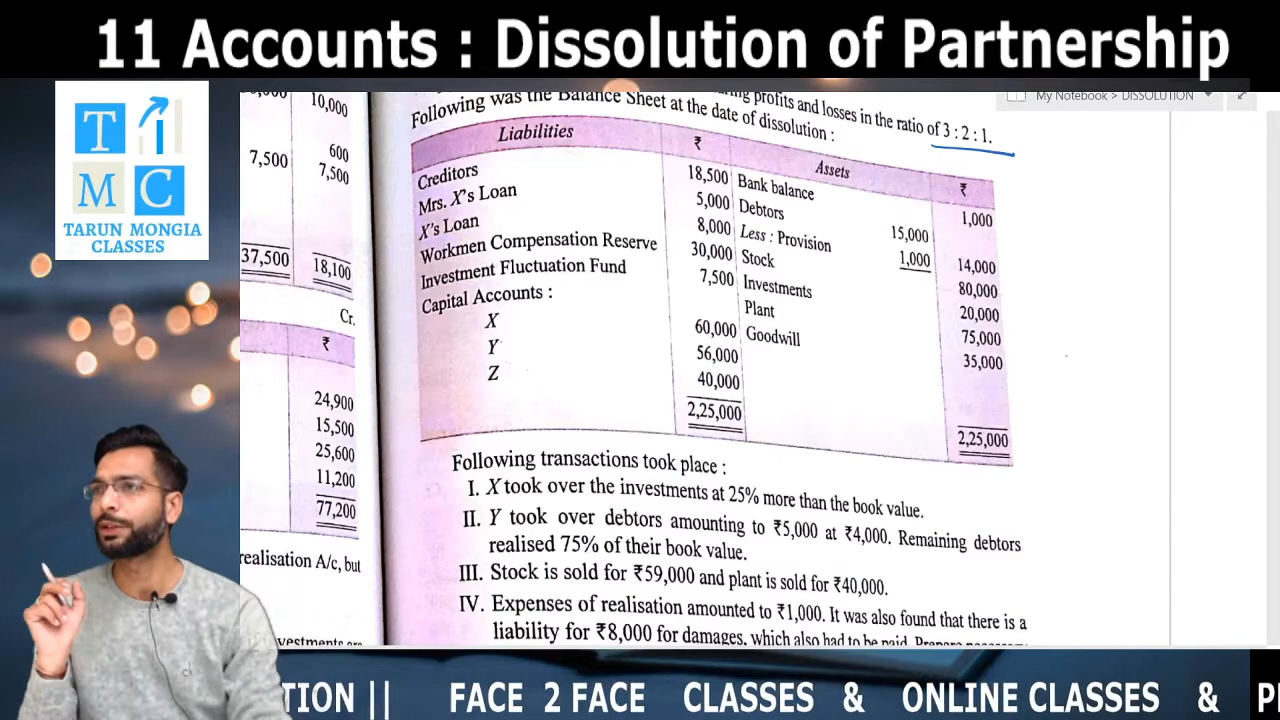 11 Accounts : Dissolution of Partnership
My Notebook > DISSOLUTION
T i
M C
TARUN MONGIA
CLASSES
10,000
600
7,500 7,500
37,500 18,100
Cr.
₹
24,900
15,500
25,600
11,200
77,200
realisation A/c, but
profits and losses in the ratio of 3 : 2 : 1.
Following was the Balance Sheet at the date of dissolution :
Liabilities ₹ Assets ₹
Creditors 18,500 Bank balance 1,000
Mrs. X's Loan 5,000 Debtors 15,000
X's Loan 8,000 Less : Provision 1,000 14,000
Workmen Compensation Reserve 30,000 Stock 80,000
Investment Fluctuation Fund 7,500 Investments 20,000
Capital Accounts : Plant 75,000
X 60,000 Goodwill 35,000
Y 56,000
Z 40,000
2,25,000 2,25,000
Following transactions took place :
I. X took over the investments at 25% more than the book value.
II. Y took over debtors amounting to ₹5,000 at ₹4,000. Remaining debtors
realised 75% of their book value.
III. Stock is sold for ₹59,000 and plant is sold for ₹40,000.
IV. Expenses of realisation amounted to ₹1,000. It was also found that there is a
liability for ₹8,000 for damages, which also had to be paid. Prepare
TION || FACE 2 FACE CLASSES & ONLINE CLASSES &